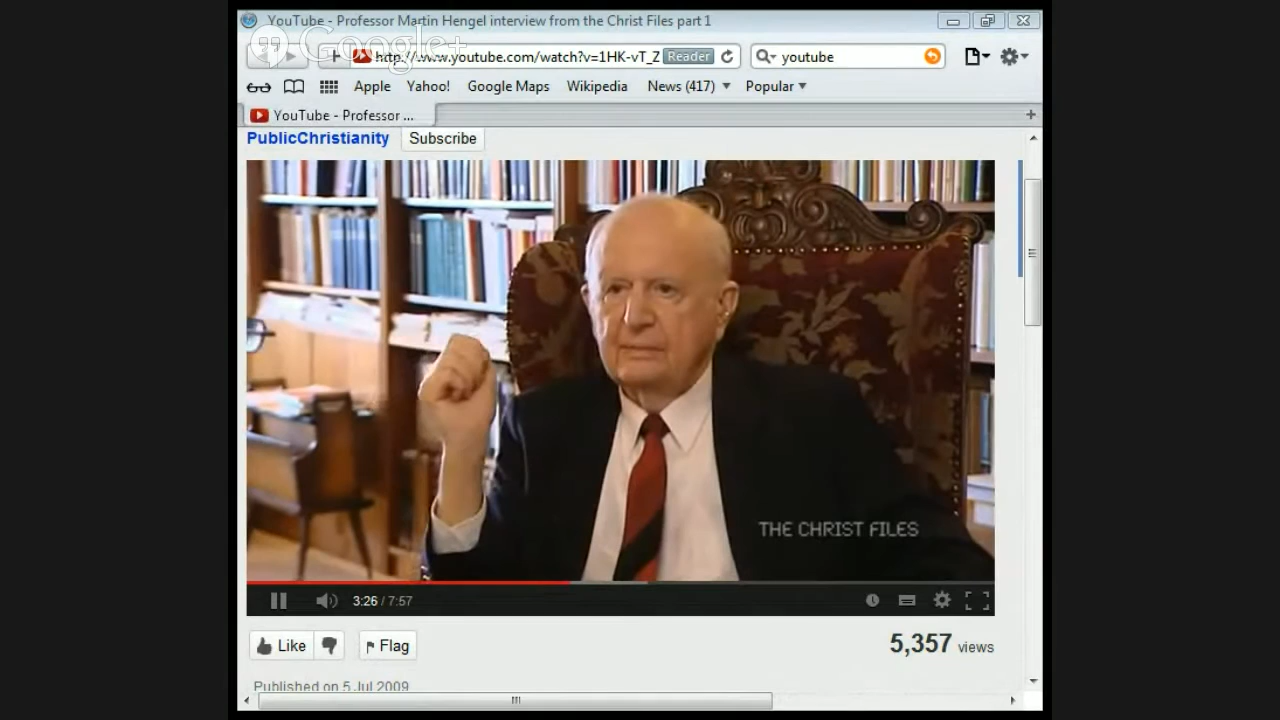 YouTube - Professor Martin Hengel interview from the Christ Files part 1
Google+
http://www.youtube.com/watch?v=1HK-vT_Z Reader youtube
Apple Yahoo! Google Maps Wikipedia News (417) Popular
YouTube - Professor ...
PublicChristianity Subscribe
THE CHRIST FILES
3:26 / 7:57
Like Flag 5,357 views
Published on 5 Jul 2009